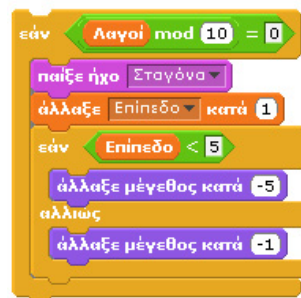 εάν Λαγοί mod 10 = 0
παίξε ήχο Σταγόνα
άλλαξε Επίπεδο κατά 1
εάν Επίπεδο < 5
άλλαξε μέγεθος κατά -5
αλλιώς
άλλαξε μέγεθος κατά -1